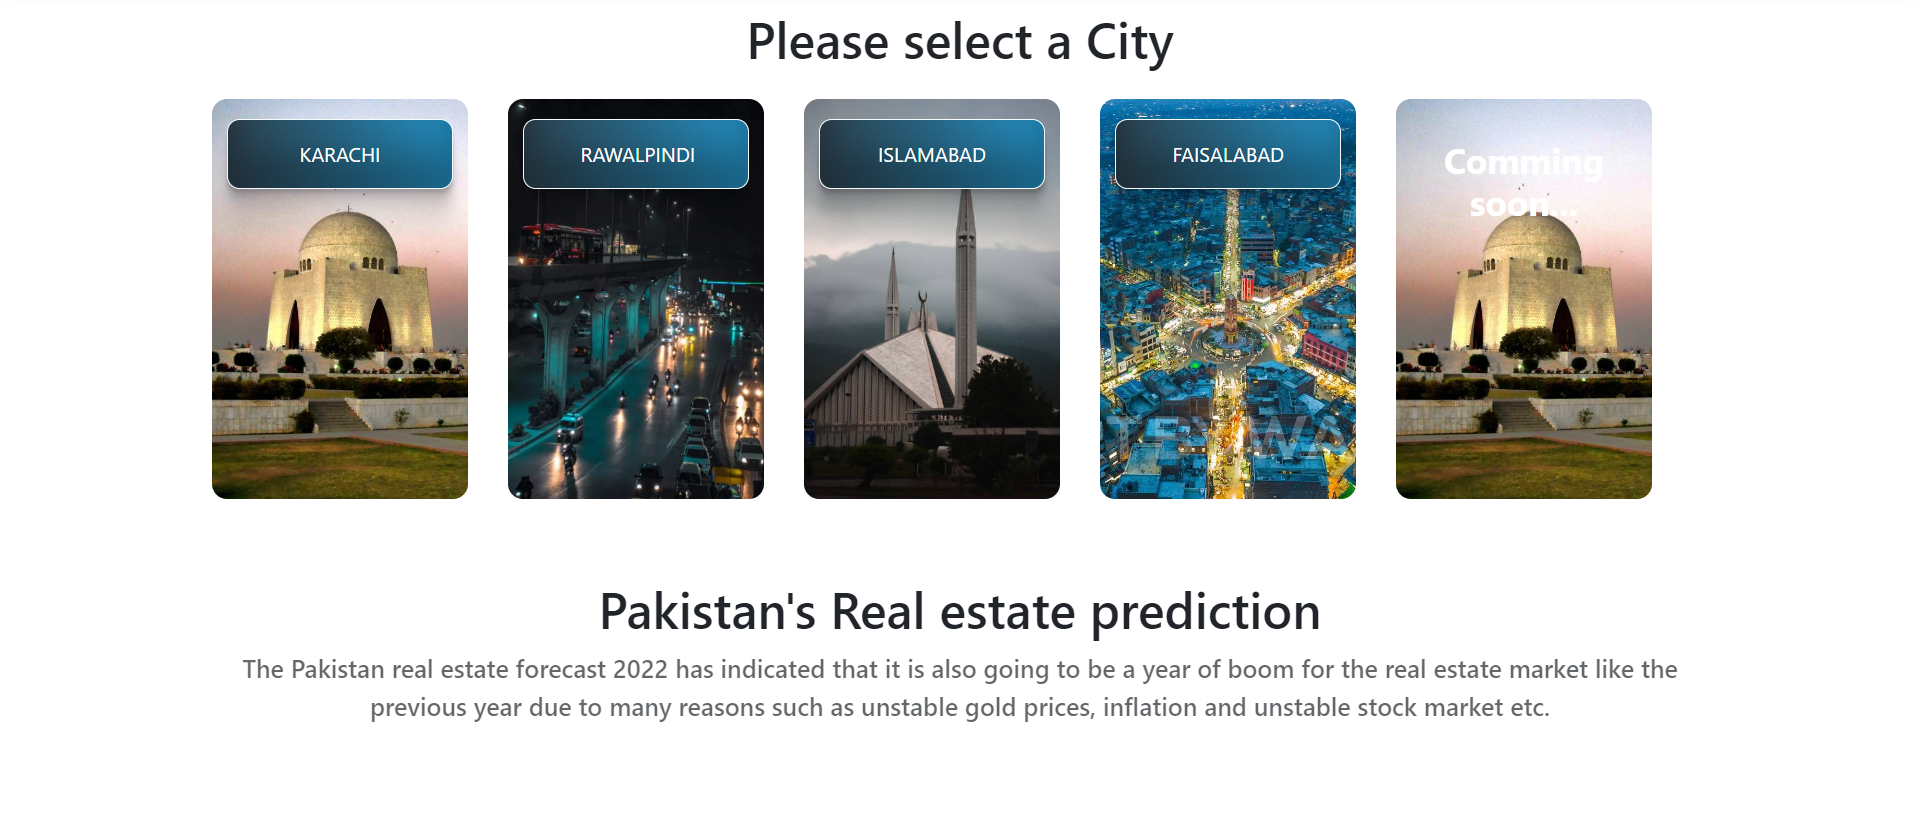 Please select a City
KARACHI
RAWALPINDI
ISLAMABAD
FAISALABAD
Comming
soon...
Pakistan's Real estate prediction
The Pakistan real estate forecast 2022 has indicated that it is also going to be a year of boom for the real estate market like the
previous year due to many reasons such as unstable gold prices, inflation and unstable stock market etc.